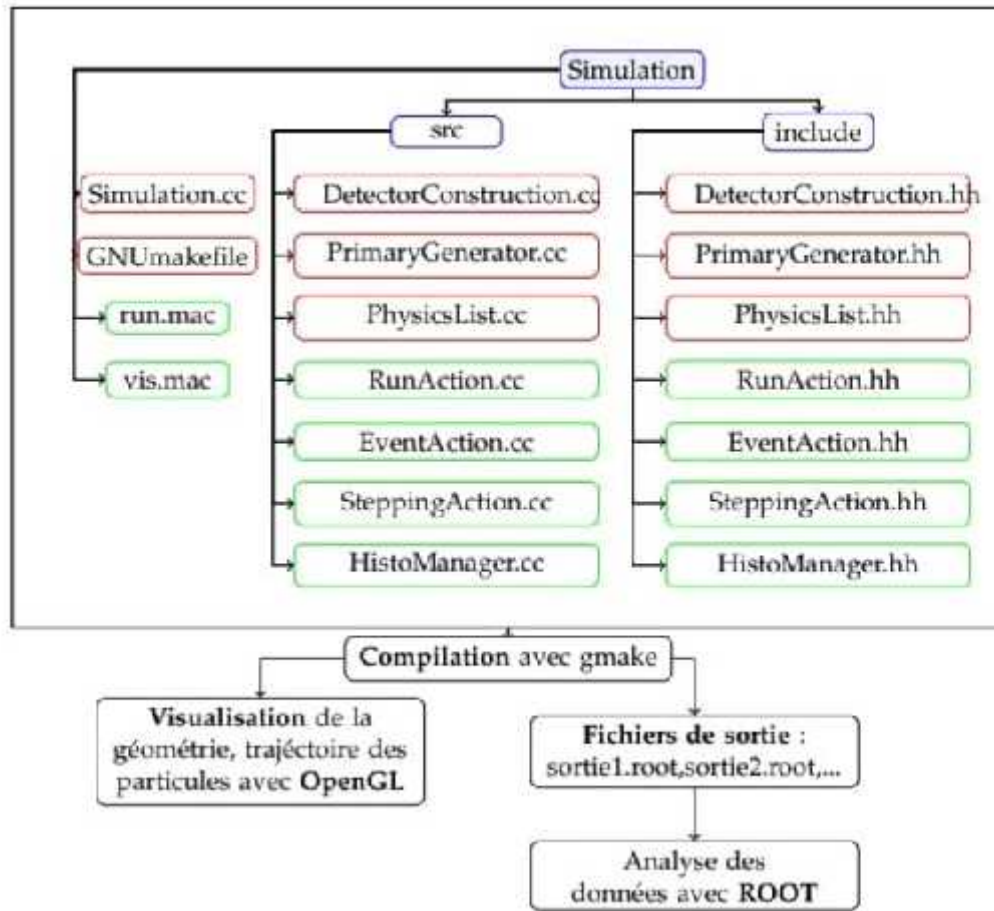 Simulation
src
include
Simulation.cc
DetectorConstruction.cc
DetectorConstruction.hh
GNUmakefile
PrimaryGenerator.cc
PrimaryGenerator.hh
run.mac
PhysicsList.cc
PhysicsList.hh
vis.mac
RunAction.cc
RunAction.hh
EventAction.cc
EventAction.hh
SteppingAction.cc
SteppingAction.hh
HistoManager.cc
HistoManager.hh
Compilation avec gmake
Visualisation de la
géométrie, trajéctoire des
particules avec OpenGL
Fichiers de sortie :
sortie1.root,sortie2.root,...
Analyse des
données avec ROOT